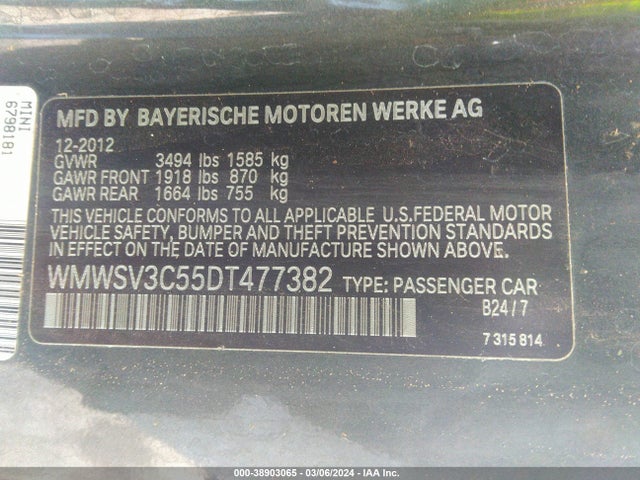 MINI
6798181
MFD BY BAYERISCHE MOTOREN WERKE AG
12-2012
GVWR 3494 lbs 1585 kg
GAWR FRONT 1918 lbs 870 kg
GAWR REAR 1664 lbs 755 kg
THIS VEHICLE CONFORMS TO ALL APPLICABLE U.S.FEDERAL MOTOR
VEHICLE SAFETY, BUMPER AND THEFT PREVENTION STANDARDS
IN EFFECT ON THE DATE OF MANUFACTURE SHOWN ABOVE.
WMWSV3C55DT477382 TYPE: PASSENGER CAR
B24/7
7 315 814
000-38903065 / 03/06/2024 - IAA Inc.